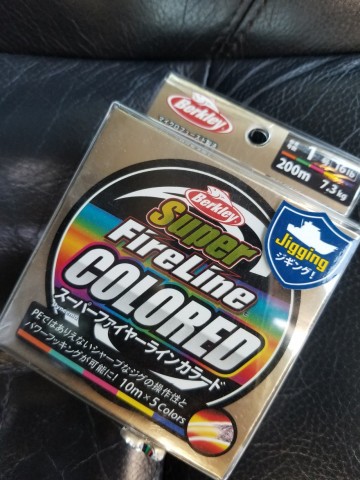 Berkley
1
16lb
200m
7.3kg
Jigging
ジギング!
Berkley
Super
FireLine
COLORED
スーパーファイヤーラインカラード
PEではありえないシャープなジグの操作性と
パワーフッキングが可能に!
10m×5 Colors